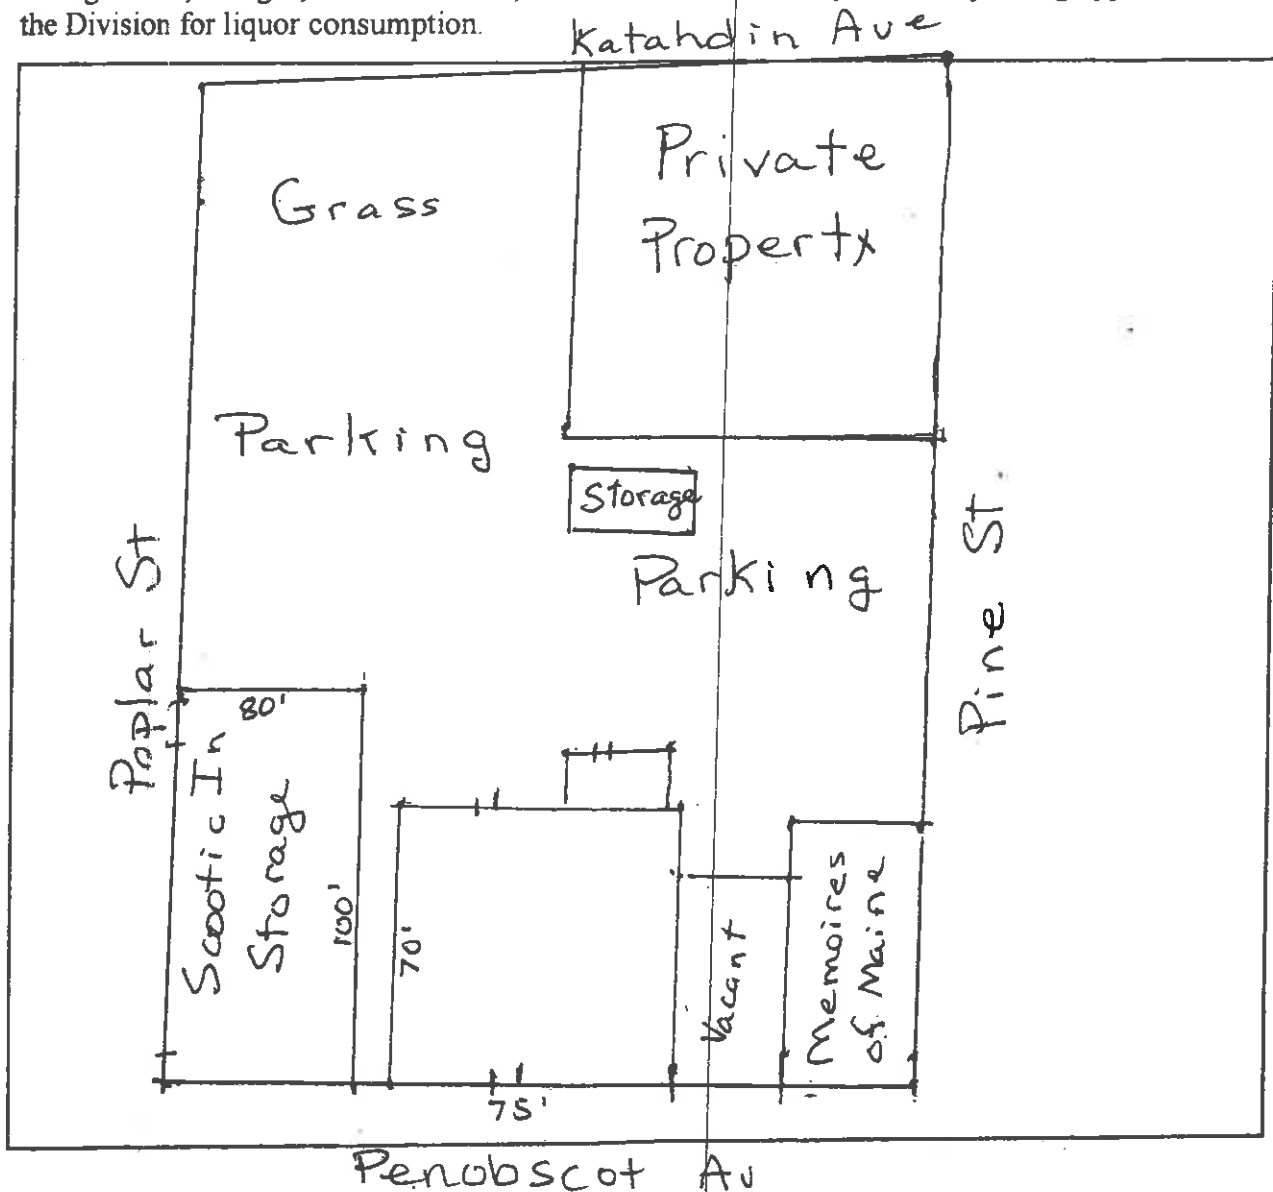 the Division for liquor consumption.
Katahdin Ave
Private
Property
Grass
Parking
Storage
Parking
Poplar St
Pine St
80'
Scootic In
Storage
100'
70'
Vacant
Memoires
of Maine
75'
Penobscot Av